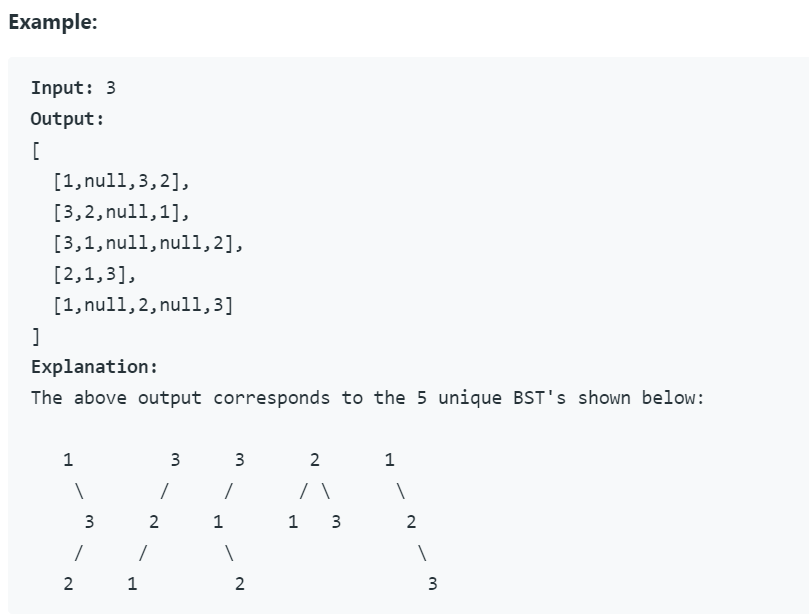 Example:
Input: 3
Output:
[
  [1,null,3,2],
  [3,2,null,1],
  [3,1,null,null,2],
  [2,1,3],
  [1,null,2,null,3]
]
Explanation:
The above output corresponds to the 5 unique BST's shown below:
   1         3     3      2      1
    \       /     /      / \      \
     3     2     1      1   3      2
    /     /       \                 \
   2     1         2                 3